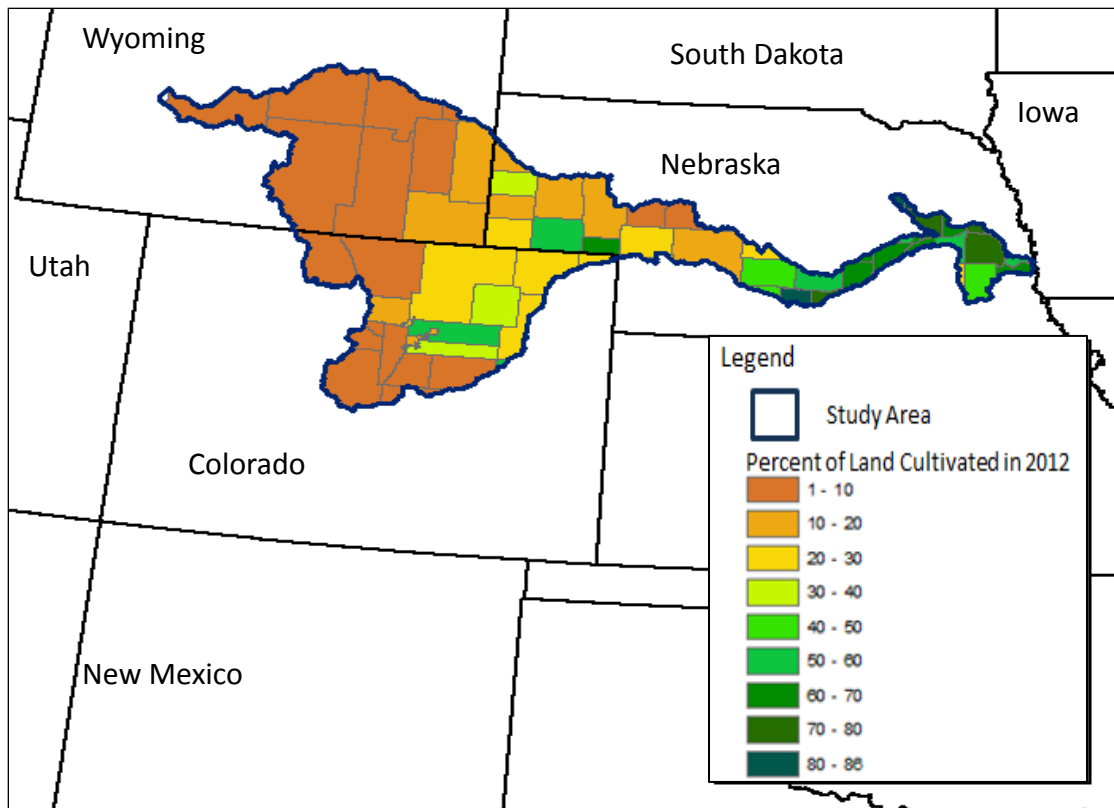 Wyoming
South Dakota
Iowa
Nebraska
Utah
Colorado
New Mexico
Legend
Study Area
Percent of Land Cultivated in 2012
1 - 10
10 - 20
20 - 30
30 - 40
40 - 50
50 - 60
60 - 70
70 - 80
80 - 86